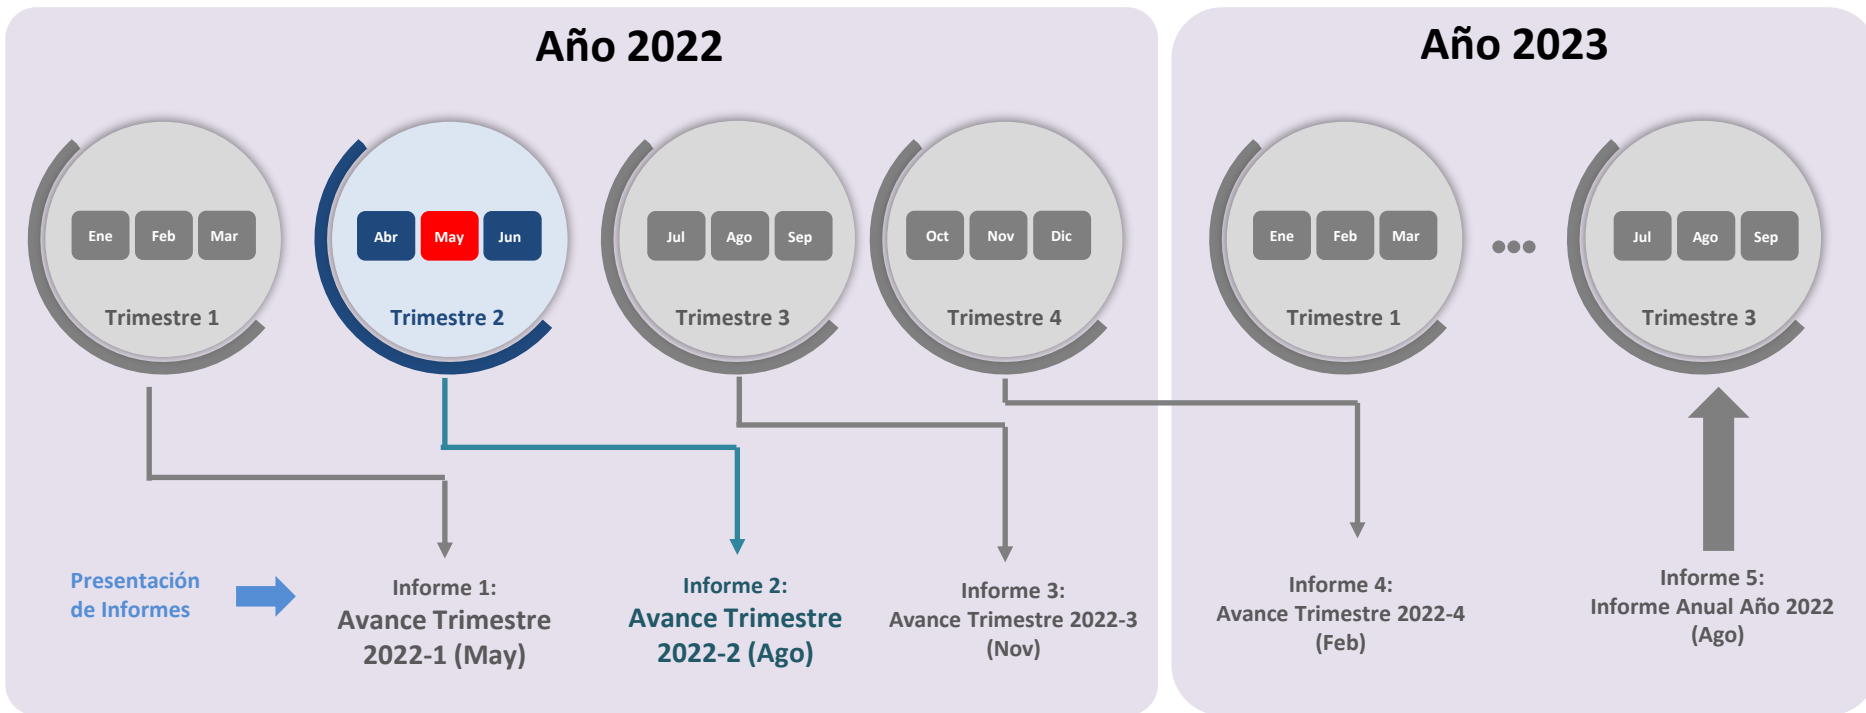 Año 2022
Año 2023
Ene Feb Mar
Trimestre 1
Abr May Jun
Trimestre 2
Jul Ago Sep
Trimestre 3
Oct Nov Dic
Trimestre 4
Ene Feb Mar
Trimestre 1
Jul Ago Sep
Trimestre 3
Presentación
de Informes
Informe 1:
Avance Trimestre
2022-1 (May)
Informe 2:
Avance Trimestre
2022-2 (Ago)
Informe 3:
Avance Trimestre 2022-3
(Nov)
Informe 4:
Avance Trimestre 2022-4
(Feb)
Informe 5:
Informe Anual Año 2022
(Ago)